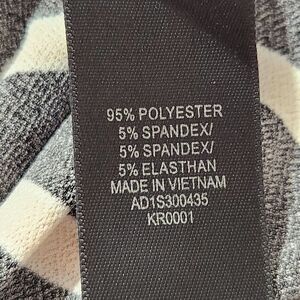 95% POLYESTER
5% SPANDEX/
5% SPANDEX/
5% ELASTHAN
MADE IN VIETNAM
AD1S300435
KR0001